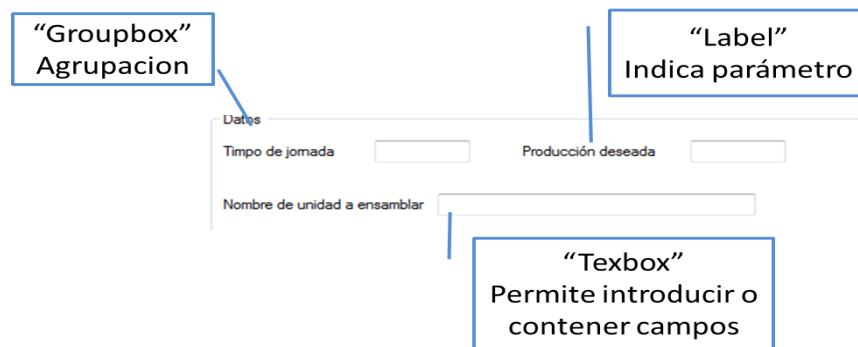 “Groupbox”
Agrupacion
“Label”
Indica parámetro
Datos
Timpo de jornada
Producción deseada
Nombre de unidad a ensamblar
“Texbox”
Permite introducir o
contener campos